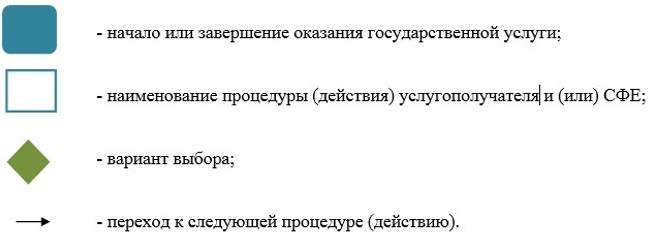 - начало или завершение оказания государственной услуги;
- наименование процедуры (действия) услугополучателя и (или) СФЕ;
- вариант выбора;
- переход к следующей процедуре (действию).